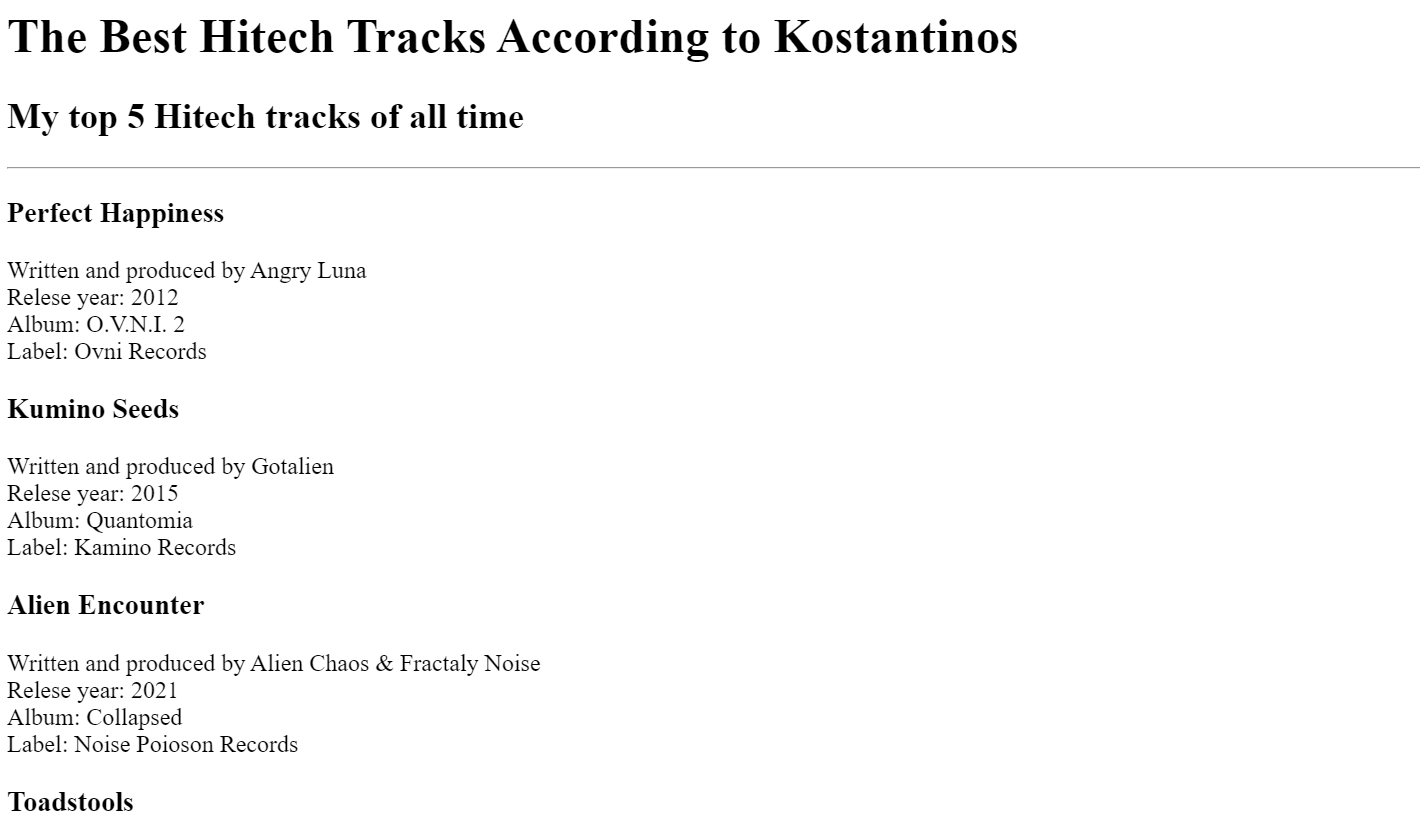 The Best Hitech Tracks According to Kostantinos
My top 5 Hitech tracks of all time
Perfect Happiness
Written and produced by Angry Luna
Relese year: 2012
Album: O.V.N.I. 2
Label: Ovni Records
Kumino Seeds
Written and produced by Gotalien
Relese year: 2015
Album: Quantomia
Label: Kamino Records
Alien Encounter
Written and produced by Alien Chaos & Fractaly Noise
Relese year: 2021
Album: Collapsed
Label: Noise Poioson Records
Toadstools